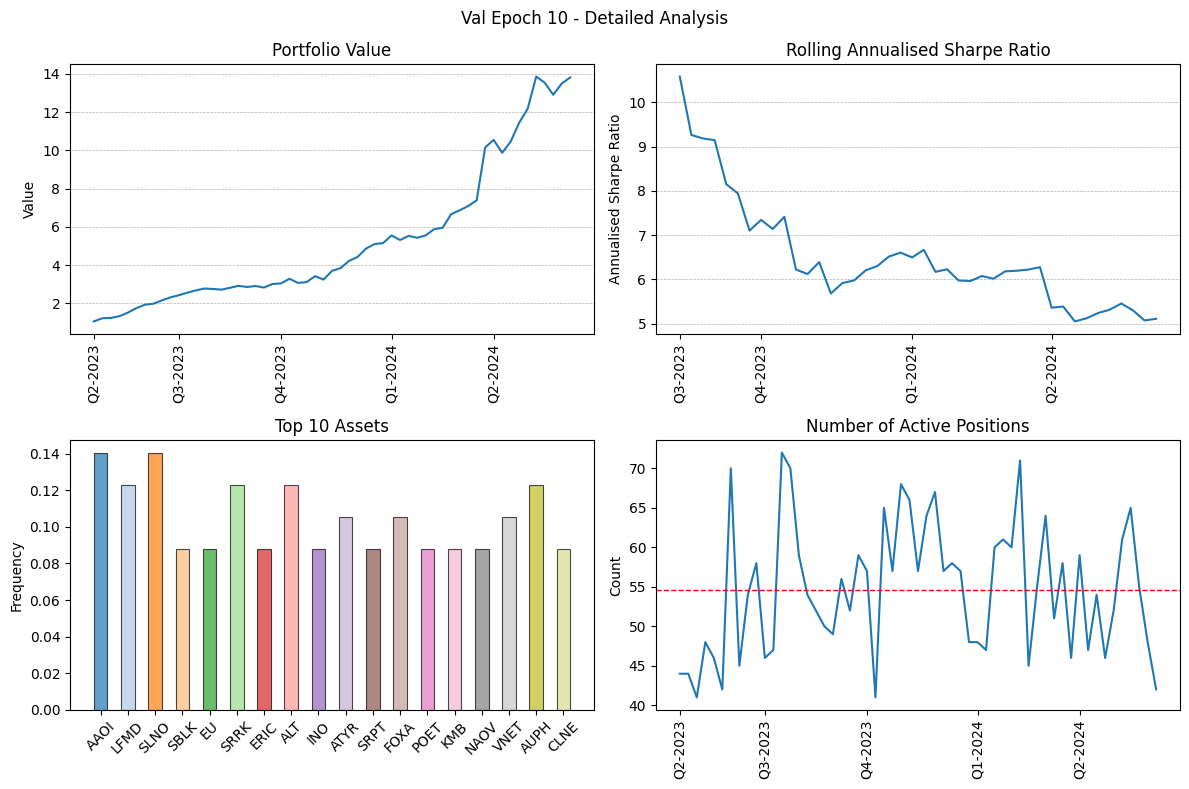 Val Epoch 10 - Detailed Analysis
Portfolio Value
Value
14
12
10
8
6
4
2
Q2-2023
Q3-2023
Q4-2023
Q1-2024
Q2-2024
Rolling Annualised Sharpe Ratio
Annualised Sharpe Ratio
10
9
8
7
6
5
Q3-2023
Q4-2023
Q1-2024
Q2-2024
Top 10 Assets
Frequency
0.14
0.12
0.10
0.08
0.06
0.04
0.02
0.00
AAOI
LFMD
SLNO
SBLK
EU
SRRK
ERIC
ALT
INO
ATYR
SRPT
FOXA
POET
KMB
NAOV
VNET
AUPH
CLNE
Number of Active Positions
Count
70
65
60
55
50
45
40
Q2-2023
Q3-2023
Q4-2023
Q1-2024
Q2-2024